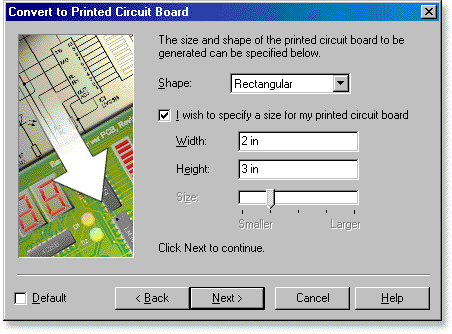 Convert to Printed Circuit Board
The size and shape of the printed circuit board to be
generated can be specified below.
Shape: Rectangular
I wish to specify a size for my printed circuit board
Width: 2 in
Height: 3 in
Size:
Smaller Larger
Click Next to continue.
Default < Back Next > Cancel Help